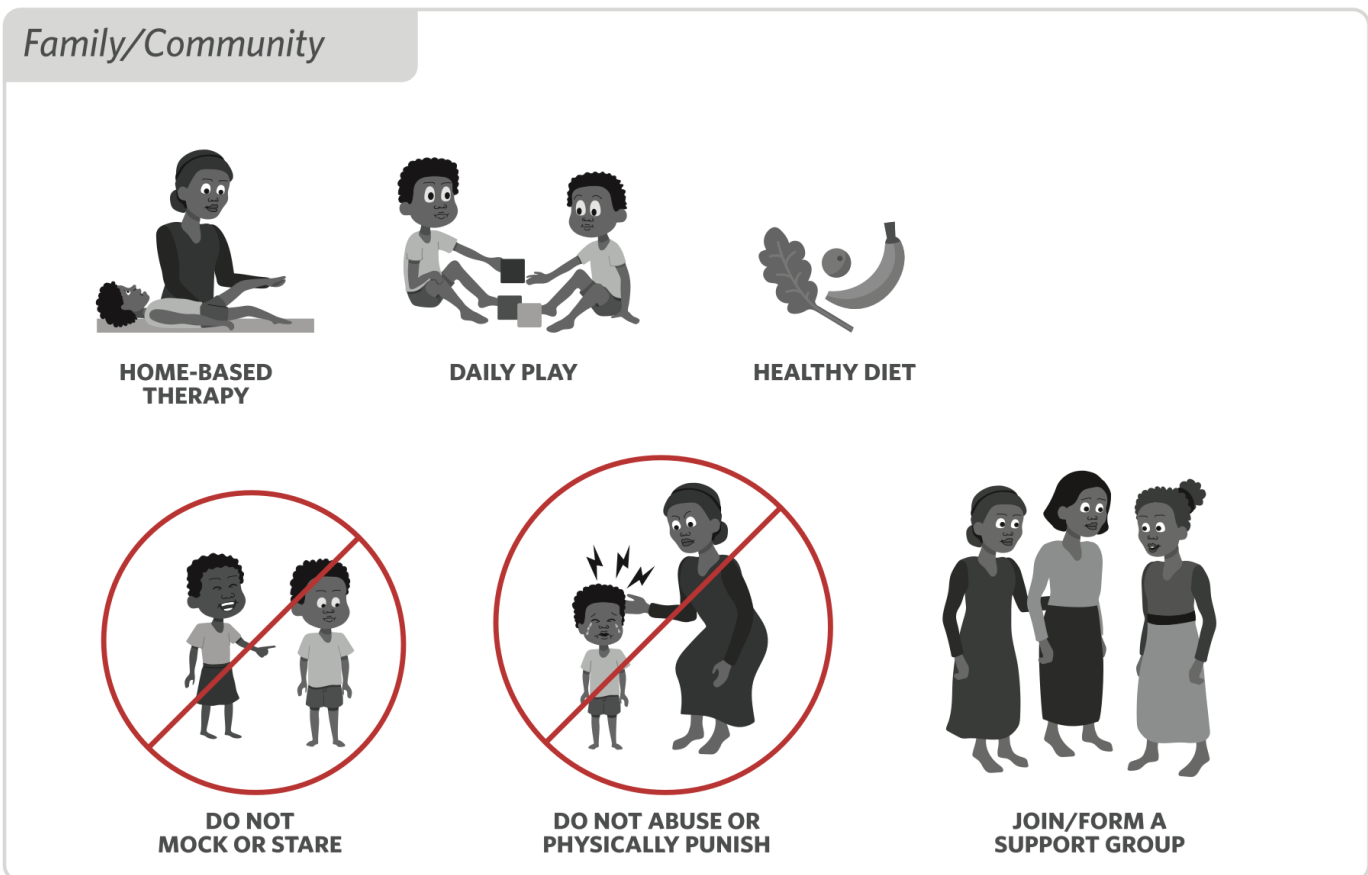 Family/Community
HOME-BASED
THERAPY
DAILY PLAY
HEALTHY DIET
DO NOT
MOCK OR STARE
DO NOT ABUSE OR
PHYSICALLY PUNISH
JOIN/FORM A
SUPPORT GROUP